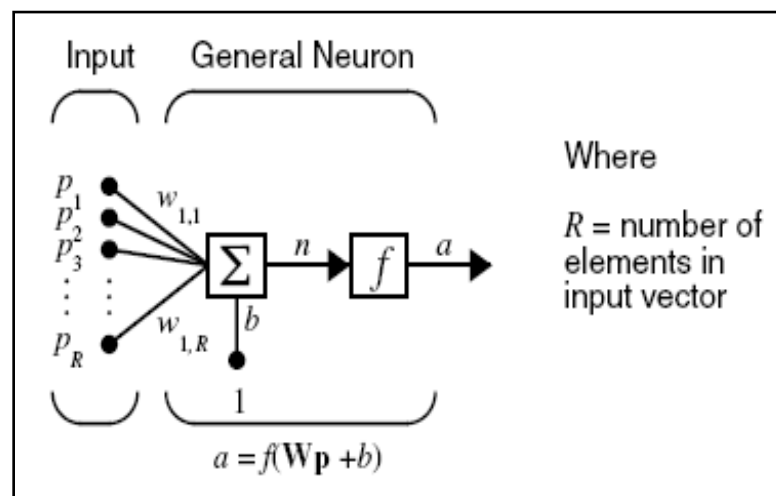 Input General Neuron
p1
p2
p3
pR
w1,1
w1,R
Σ
n
f
a
b
1
a = f(Wp +b)
Where
R = number of
elements in
input vector